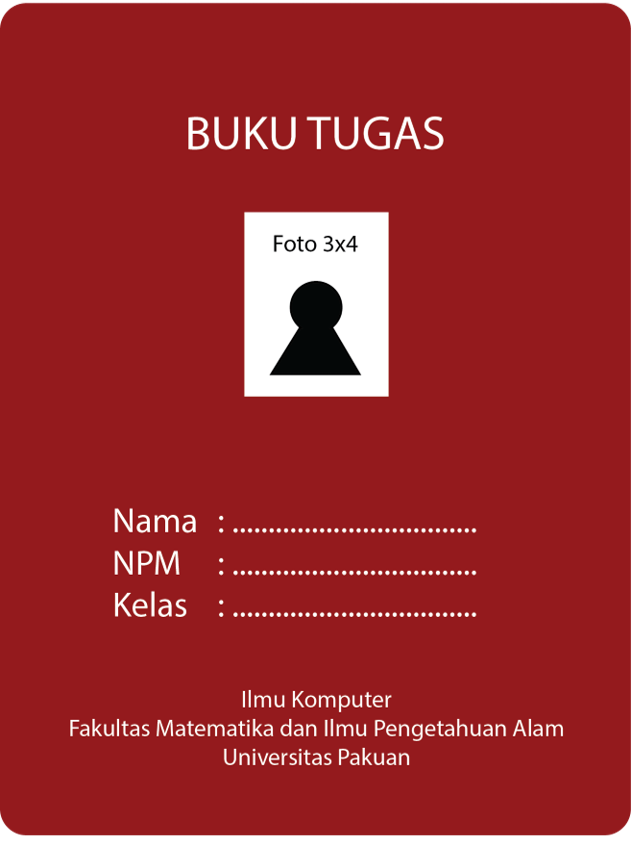 BUKU TUGAS
Foto 3x4
Nama : ..................................
NPM : ..................................
Kelas : ..................................
Ilmu Komputer
Fakultas Matematika dan Ilmu Pengetahuan Alam
Universitas Pakuan